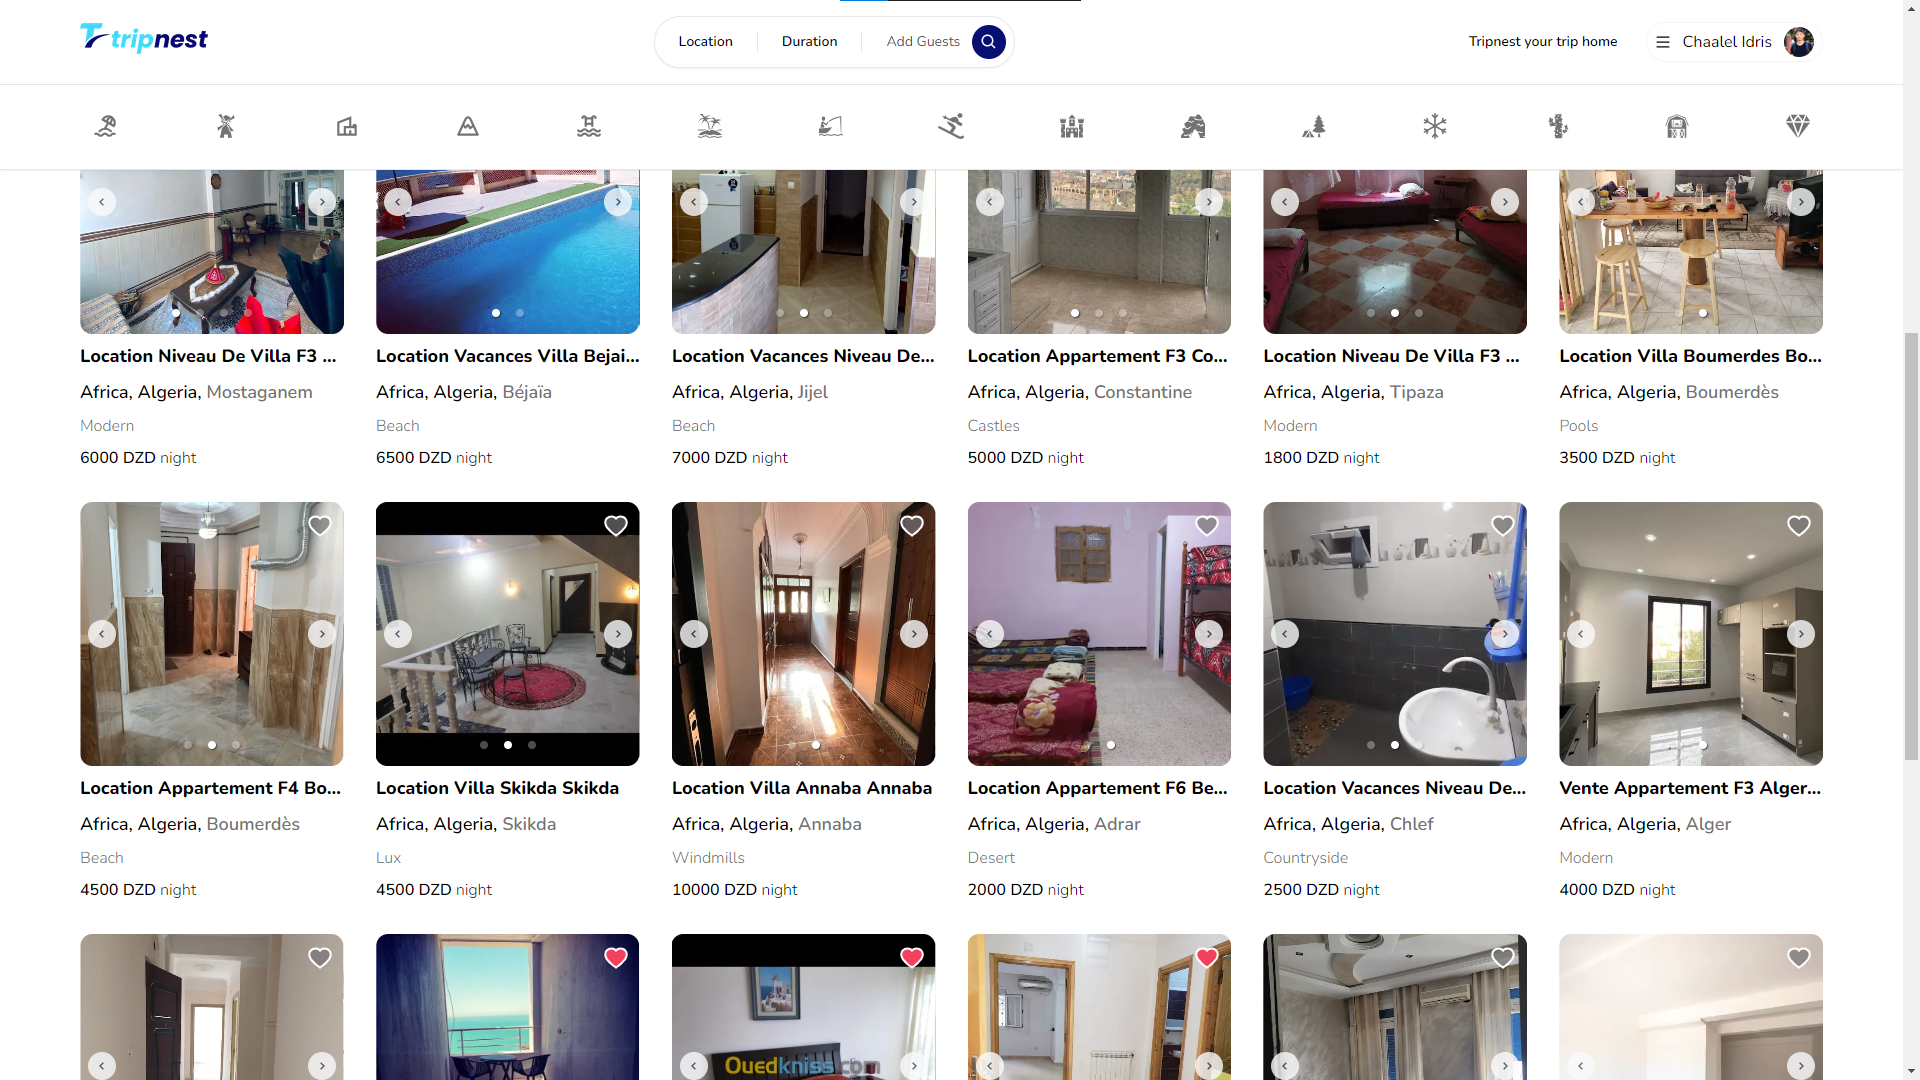 tripnest
Location
Duration
Add Guests
Tripnest your trip home
Chaalel Idris
Location Niveau De Villa F3 ...
Location Vacances Villa Bejai...
Location Vacances Niveau De...
Location Appartement F3 Co...
Location Niveau De Villa F3 ...
Location Villa Boumerdes Bo...
Africa, Algeria, Mostaganem
Africa, Algeria, Béjaïa
Africa, Algeria, Jijel
Africa, Algeria, Constantine
Africa, Algeria, Tipaza
Africa, Algeria, Boumerdès
Modern
Beach
Beach
Castles
Modern
Pools
6000 DZD night
6500 DZD night
7000 DZD night
5000 DZD night
1800 DZD night
3500 DZD night
Location Appartement F4 Bo...
Location Villa Skikda Skikda
Location Villa Annaba Annaba
Location Appartement F6 Be...
Location Vacances Niveau De...
Vente Appartement F3 Alger...
Africa, Algeria, Boumerdès
Africa, Algeria, Skikda
Africa, Algeria, Annaba
Africa, Algeria, Adrar
Africa, Algeria, Chlef
Africa, Algeria, Alger
Beach
Lux
Windmills
Desert
Countryside
Modern
4500 DZD night
4500 DZD night
10000 DZD night
2000 DZD night
2500 DZD night
4000 DZD night
Ouedkniss.com